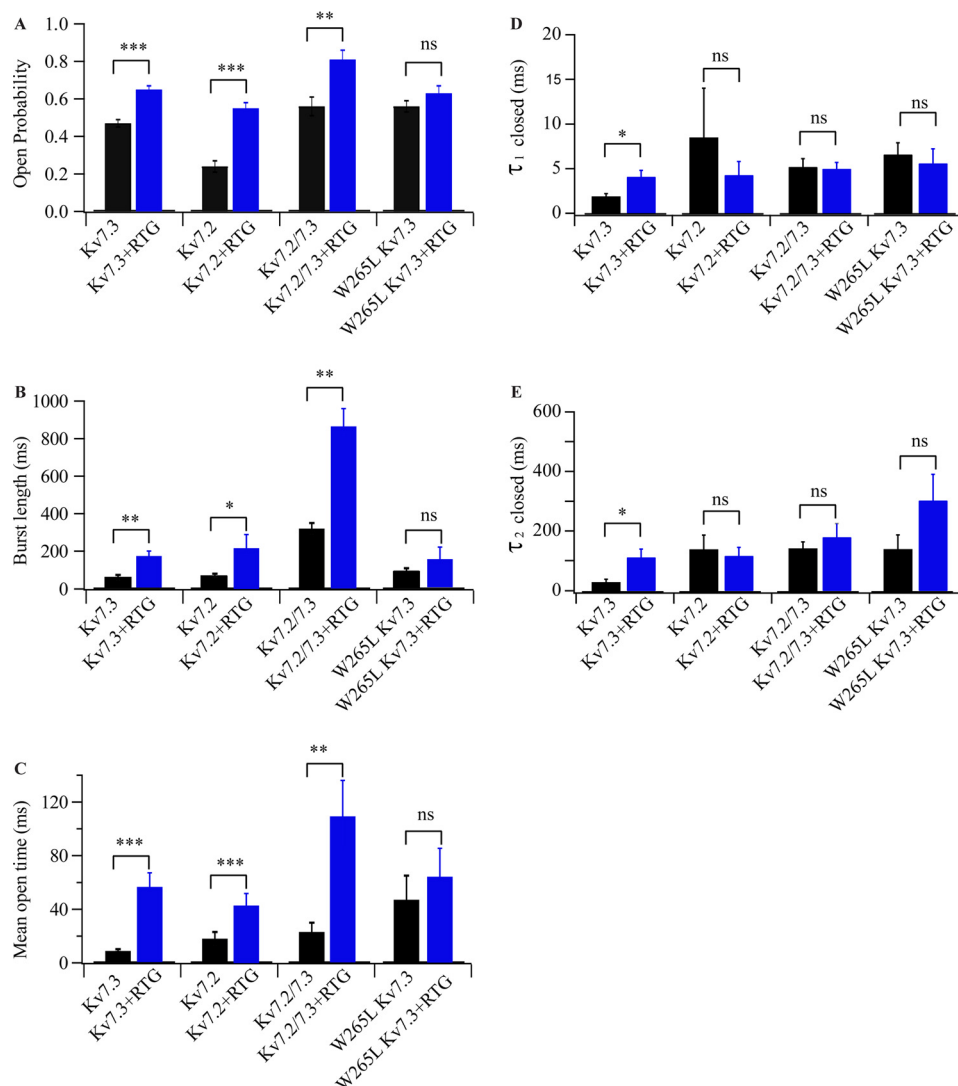 A
Open Probability
1.0
0.8
0.6
0.4
0.2
0.0
***
***
**
ns
Kv7.3
Kv7.3+RTG
Kv7.2
Kv7.2+RTG
Kv7.2/7.3
Kv7.2/7.3+RTG
W265L Kv7.3
W265L Kv7.3+RTG
B
Burst length (ms)
1000
800
600
400
200
0
**
*
**
ns
Kv7.3
Kv7.3+RTG
Kv7.2
Kv7.2+RTG
Kv7.2/7.3
Kv7.2/7.3+RTG
W265L Kv7.3
W265L Kv7.3+RTG
C
Mean open time (ms)
120
80
40
0
***
***
**
ns
Kv7.3
Kv7.3+RTG
Kv7.2
Kv7.2+RTG
Kv7.2/7.3
Kv7.2/7.3+RTG
W265L Kv7.3
W265L Kv7.3+RTG
D
τ1 closed (ms)
20
15
10
5
0
*
ns
ns
ns
Kv7.3
Kv7.3+RTG
Kv7.2
Kv7.2+RTG
Kv7.2/7.3
Kv7.2/7.3+RTG
W265L Kv7.3
W265L Kv7.3+RTG
E
τ2 closed (ms)
600
400
200
0
*
ns
ns
ns
Kv7.3
Kv7.3+RTG
Kv7.2
Kv7.2+RTG
Kv7.2/7.3
Kv7.2/7.3+RTG
W265L Kv7.3
W265L Kv7.3+RTG